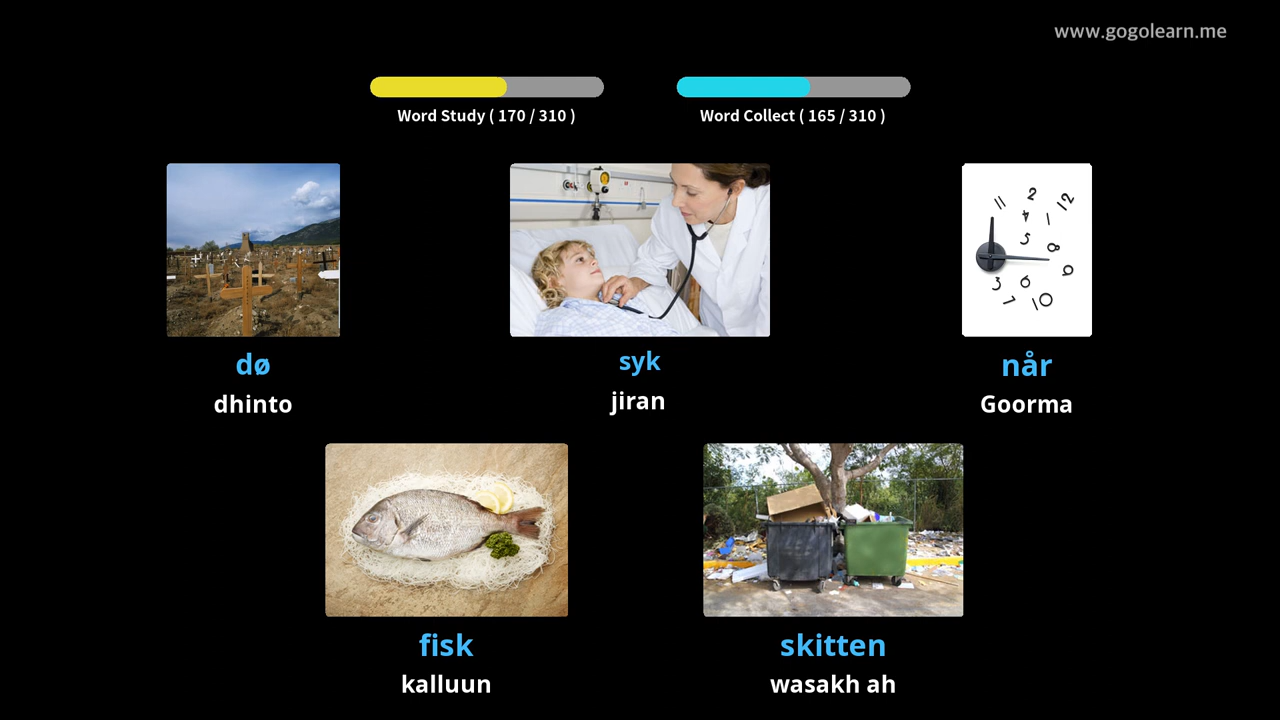 www.gogolearn.me
Word Study ( 170 / 310 )
Word Collect ( 165 / 310 )
dø
dhinto
syk
jiran
når
Goorma
fisk
kalluun
skitten
wasakh ah